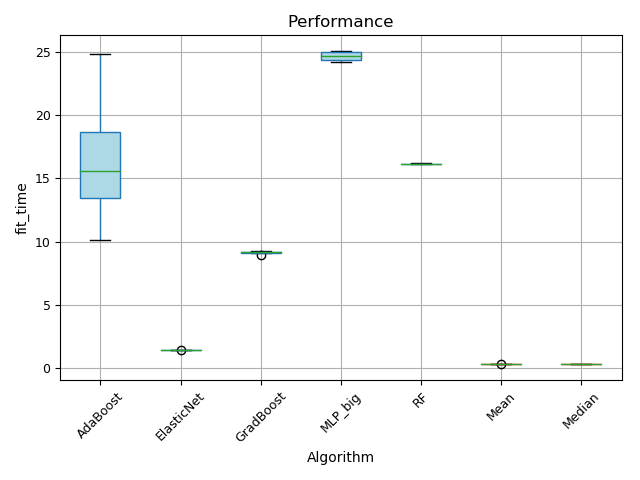 Performance
fit_time
25
20
15
10
5
0
AdaBoost
ElasticNet
GradBoost
MLP_big
RF
Mean
Median
Algorithm